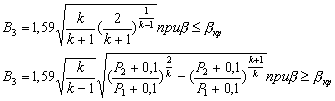 B₃ = 1,59 √(k/(k+1) (2/(k+1))^(1/(k−1))) при β ≤ β_кр
B₃ = 1,59 √(k/(k−1)) √(((P₂ + 0,1)/(P₁ + 0,1))^(2/k) − ((P₂ + 0,1)/(P₁ + 0,1))^((k+1)/k)) при β ≥ β_кр